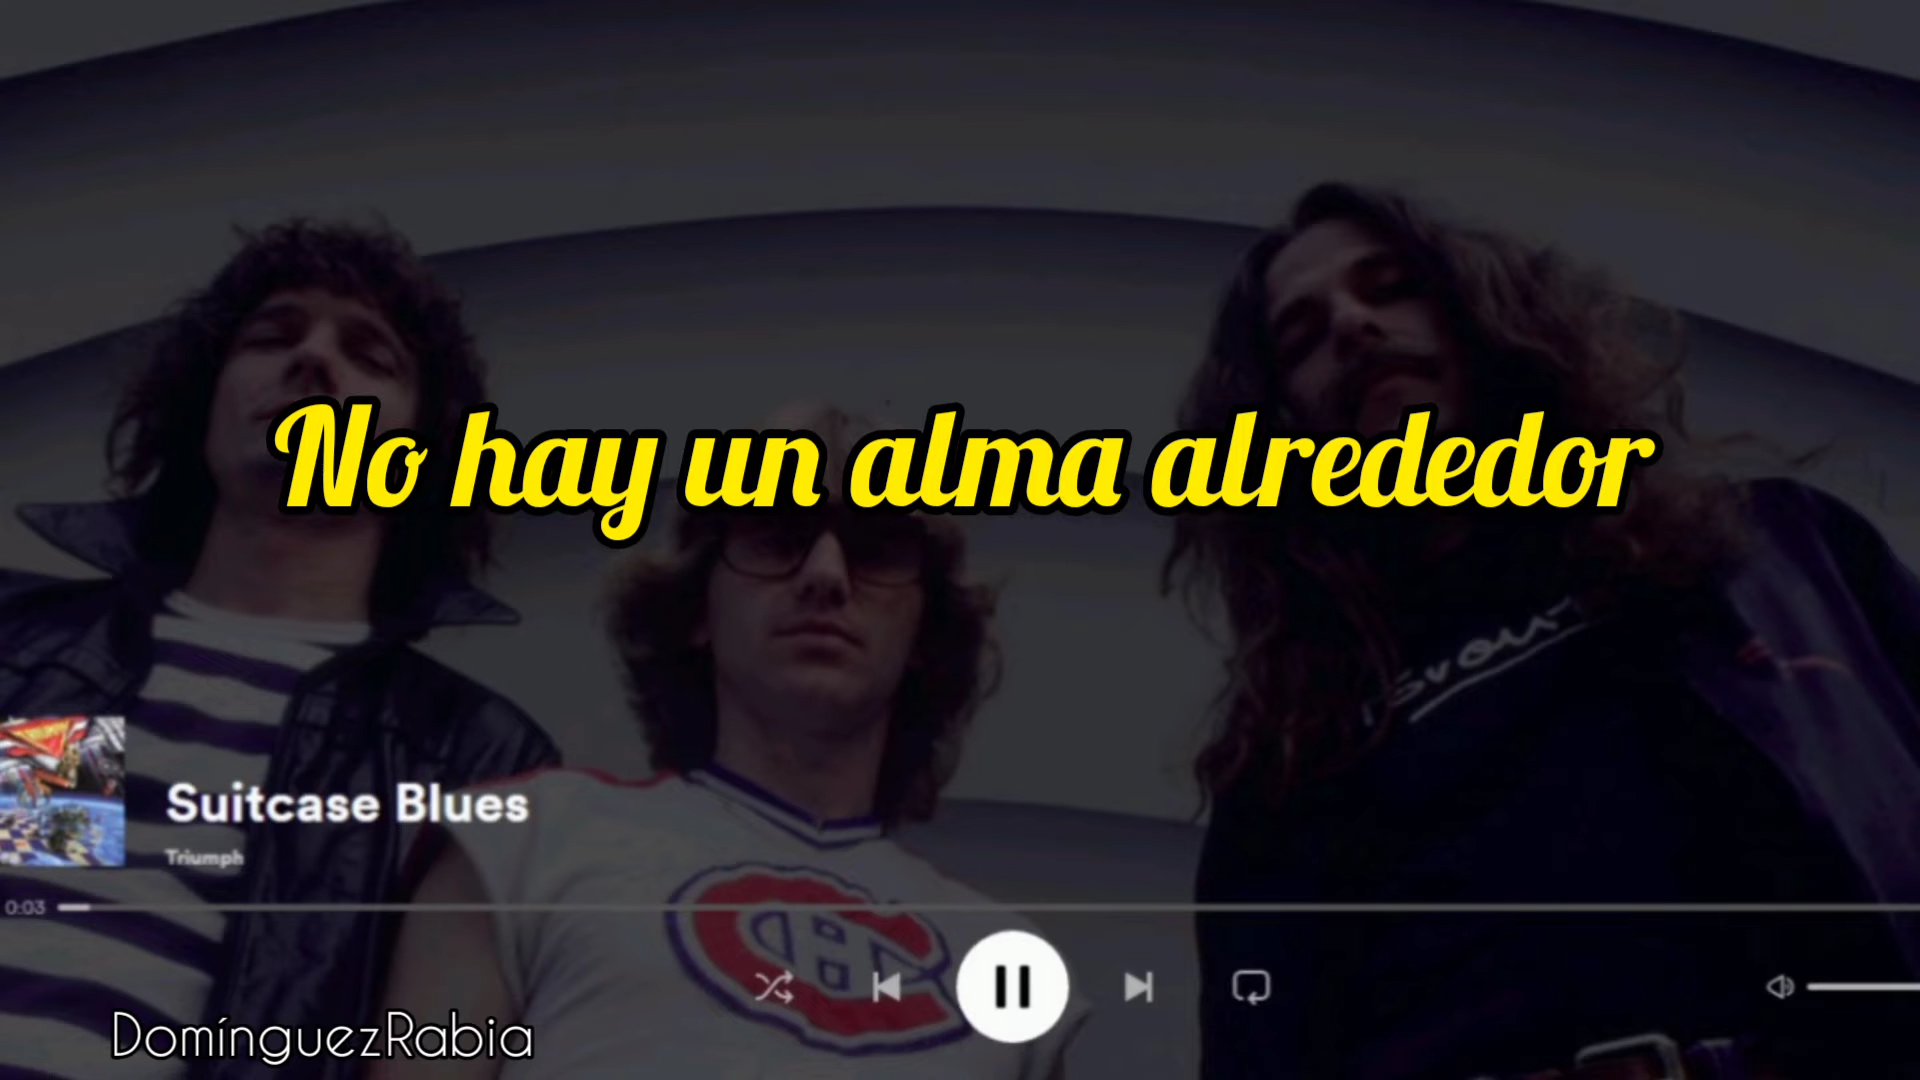 No hay un alma alrededor
Suitcase Blues
Triumph
0:03
DomínguezRabia